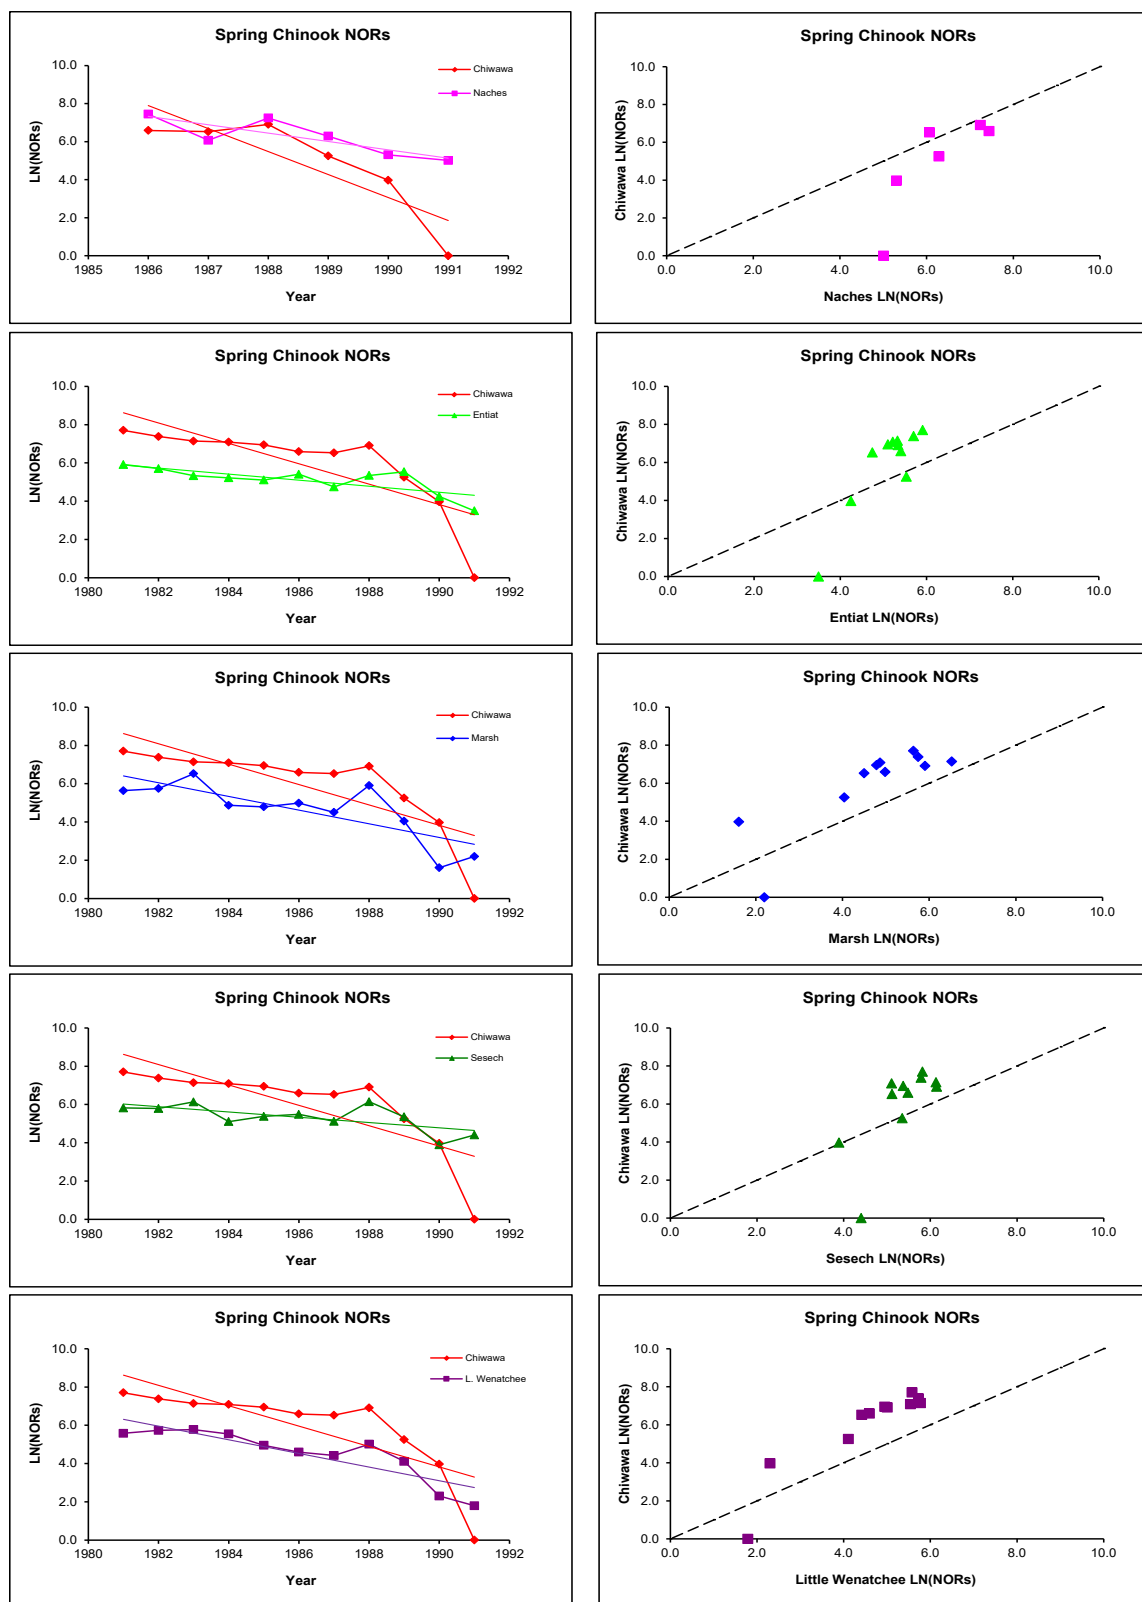 Spring Chinook NORs
10.0
8.0
6.0
4.0
2.0
0.0
LN(NORs)
1985 1986 1987 1988 1989 1990 1991 1992
Year
Chiwawa
Naches
Spring Chinook NORs
10.0
8.0
6.0
4.0
2.0
0.0
Chiwawa LN(NORs)
0.0 2.0 4.0 6.0 8.0 10.0
Naches LN(NORs)
Spring Chinook NORs
10.0
8.0
6.0
4.0
2.0
0.0
LN(NORs)
1980 1982 1984 1986 1988 1990 1992
Year
Chiwawa
Entiat
Spring Chinook NORs
10.0
8.0
6.0
4.0
2.0
0.0
Chiwawa LN(NORs)
0.0 2.0 4.0 6.0 8.0 10.0
Entiat LN(NORs)
Spring Chinook NORs
10.0
8.0
6.0
4.0
2.0
0.0
LN(NORs)
1980 1982 1984 1986 1988 1990 1992
Year
Chiwawa
Marsh
Spring Chinook NORs
10.0
8.0
6.0
4.0
2.0
0.0
Chiwawa LN(NORs)
0.0 2.0 4.0 6.0 8.0 10.0
Marsh LN(NORs)
Spring Chinook NORs
10.0
8.0
6.0
4.0
2.0
0.0
LN(NORs)
1980 1982 1984 1986 1988 1990 1992
Year
Chiwawa
Sesech
Spring Chinook NORs
10.0
8.0
6.0
4.0
2.0
0.0
Chiwawa LN(NORs)
0.0 2.0 4.0 6.0 8.0 10.0
Sesech LN(NORs)
Spring Chinook NORs
10.0
8.0
6.0
4.0
2.0
0.0
LN(NORs)
1980 1982 1984 1986 1988 1990 1992
Year
Chiwawa
L. Wenatchee
Spring Chinook NORs
10.0
8.0
6.0
4.0
2.0
0.0
Chiwawa LN(NORs)
0.0 2.0 4.0 6.0 8.0 10.0
Little Wenatchee LN(NORs)